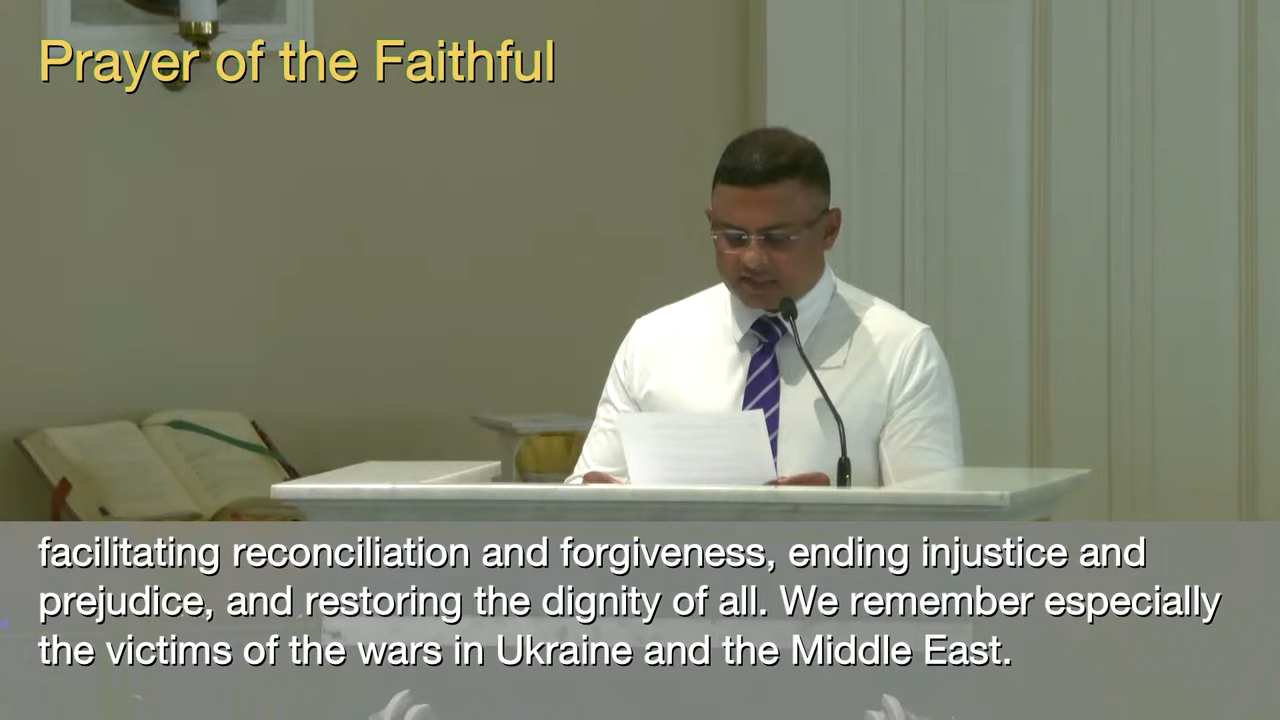 Prayer of the Faithful
facilitating reconciliation and forgiveness, ending injustice and
prejudice, and restoring the dignity of all. We remember especially
the victims of the wars in Ukraine and the Middle East.